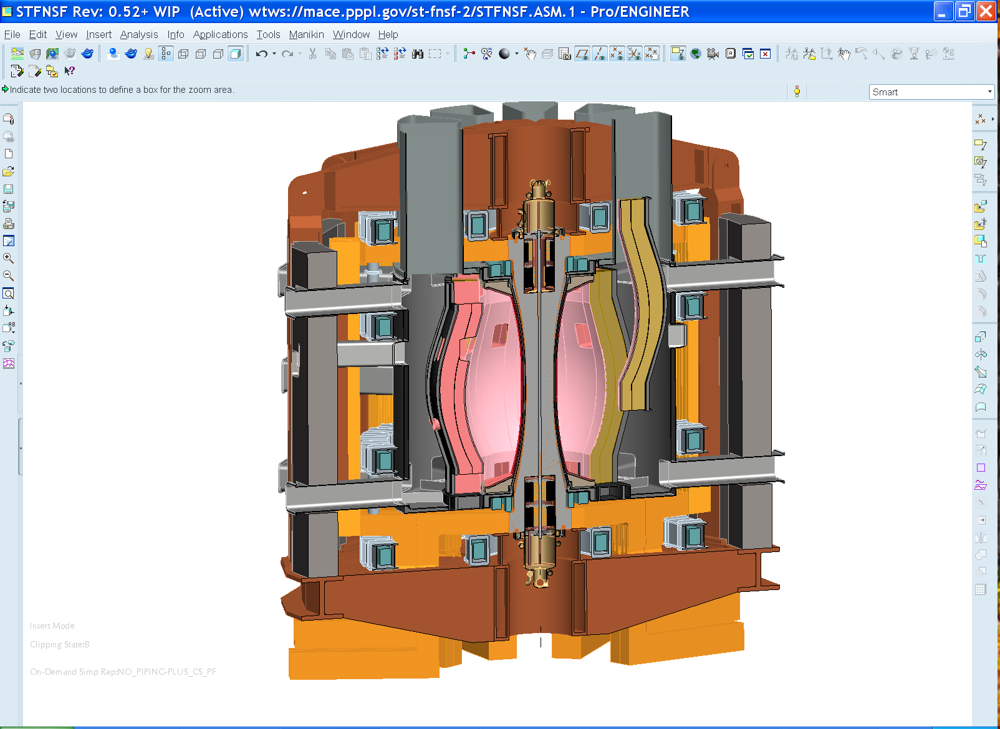 STFNSF Rev: 0.52+ WIP (Active) wtws://mace.pppl.gov/st-fnsf-2/STFNSF.ASM.1 - Pro/ENGINEER
File Edit View Insert Analysis Info Applications Tools Manikin Window Help
Indicate two locations to define a box for the zoom area.
Smart
Insert Mode
Clipping State:B
On-Demand Simp Rep:NO_PIPING-PLUS_CS_PF